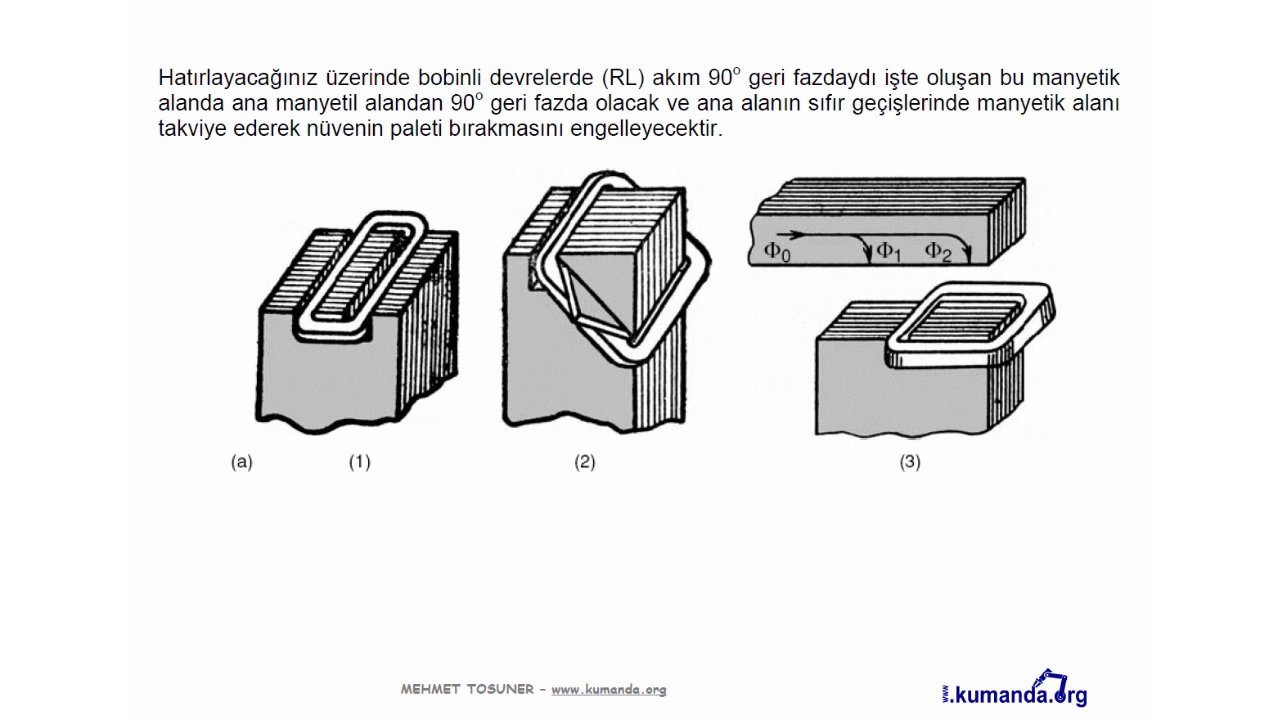 Hatırlayacağınız üzerinde bobinli devrelerde (RL) akım 90° geri fazdaydı işte oluşan bu manyetik
alanda ana manyetil alandan 90° geri fazda olacak ve ana alanın sıfır geçişlerinde manyetik alanı
takviye ederek nüvenin paleti bırakmasını engelleyecektir.
Φ0 Φ1 Φ2
(a) (1) (2) (3)
MEHMET TOSUNER - www.kumanda.org
www.kumanda.org